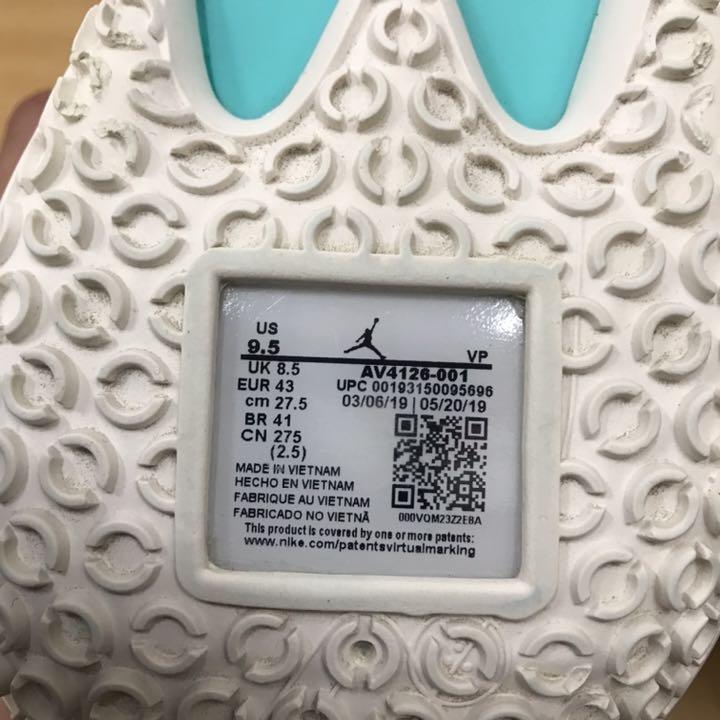 US
9.5 VP
UK 8.5 AV4126-001
EUR 43 UPC 00193150095696
cm 27.5 03/06/19 | 05/20/19
BR 41
CN 275
(2.5)
MADE IN VIETNAM
HECHO EN VIETNAM
FABRIQUE AU VIETNAM
FABRICADO NO VIETNÃ 000VQM23Z2E8A
This product is covered by one or more patents:
www.nike.com/patentsvirtualmarking